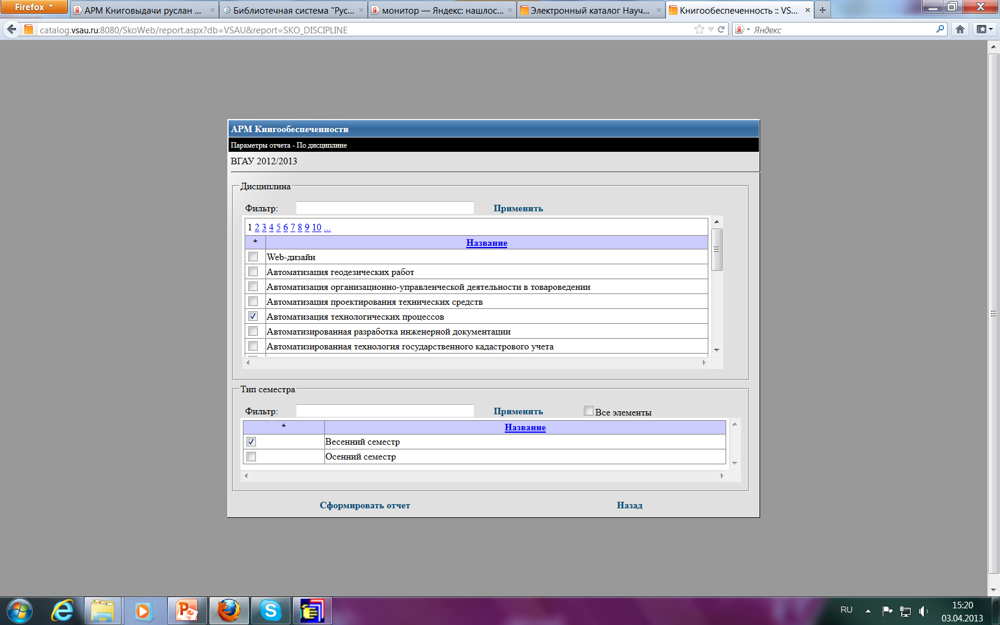 Firefox
АРМ Книговыдачи руслан ...
Библиотечная система "Рус...
монитор — Яндекс: нашлос...
Электронный каталог Науч...
Книгообеспеченность :: VS...
catalog.vsau.ru:8080/SkoWeb/report.aspx?db=VSAU&report=SKO_DISCIPLINE
Яндекс
АРМ Книгообеспеченности
Параметры отчета - По дисциплине
ВГАУ 2012/2013
Дисциплина
Фильтр: Применить
1 2 3 4 5 6 7 8 9 10 ...
* Название
Web-дизайн
Автоматизация геодезических работ
Автоматизация организационно-управленческой деятельности в товароведении
Автоматизация проектирования технических средств
Автоматизация технологических процессов
Автоматизированная разработка инженерной документации
Автоматизированная технология государственного кадастрового учета
Тип семестра
Фильтр: Применить Все элементы
* Название
Весенний семестр
Осенний семестр
Сформировать отчет Назад
RU
15:20
03.04.2013